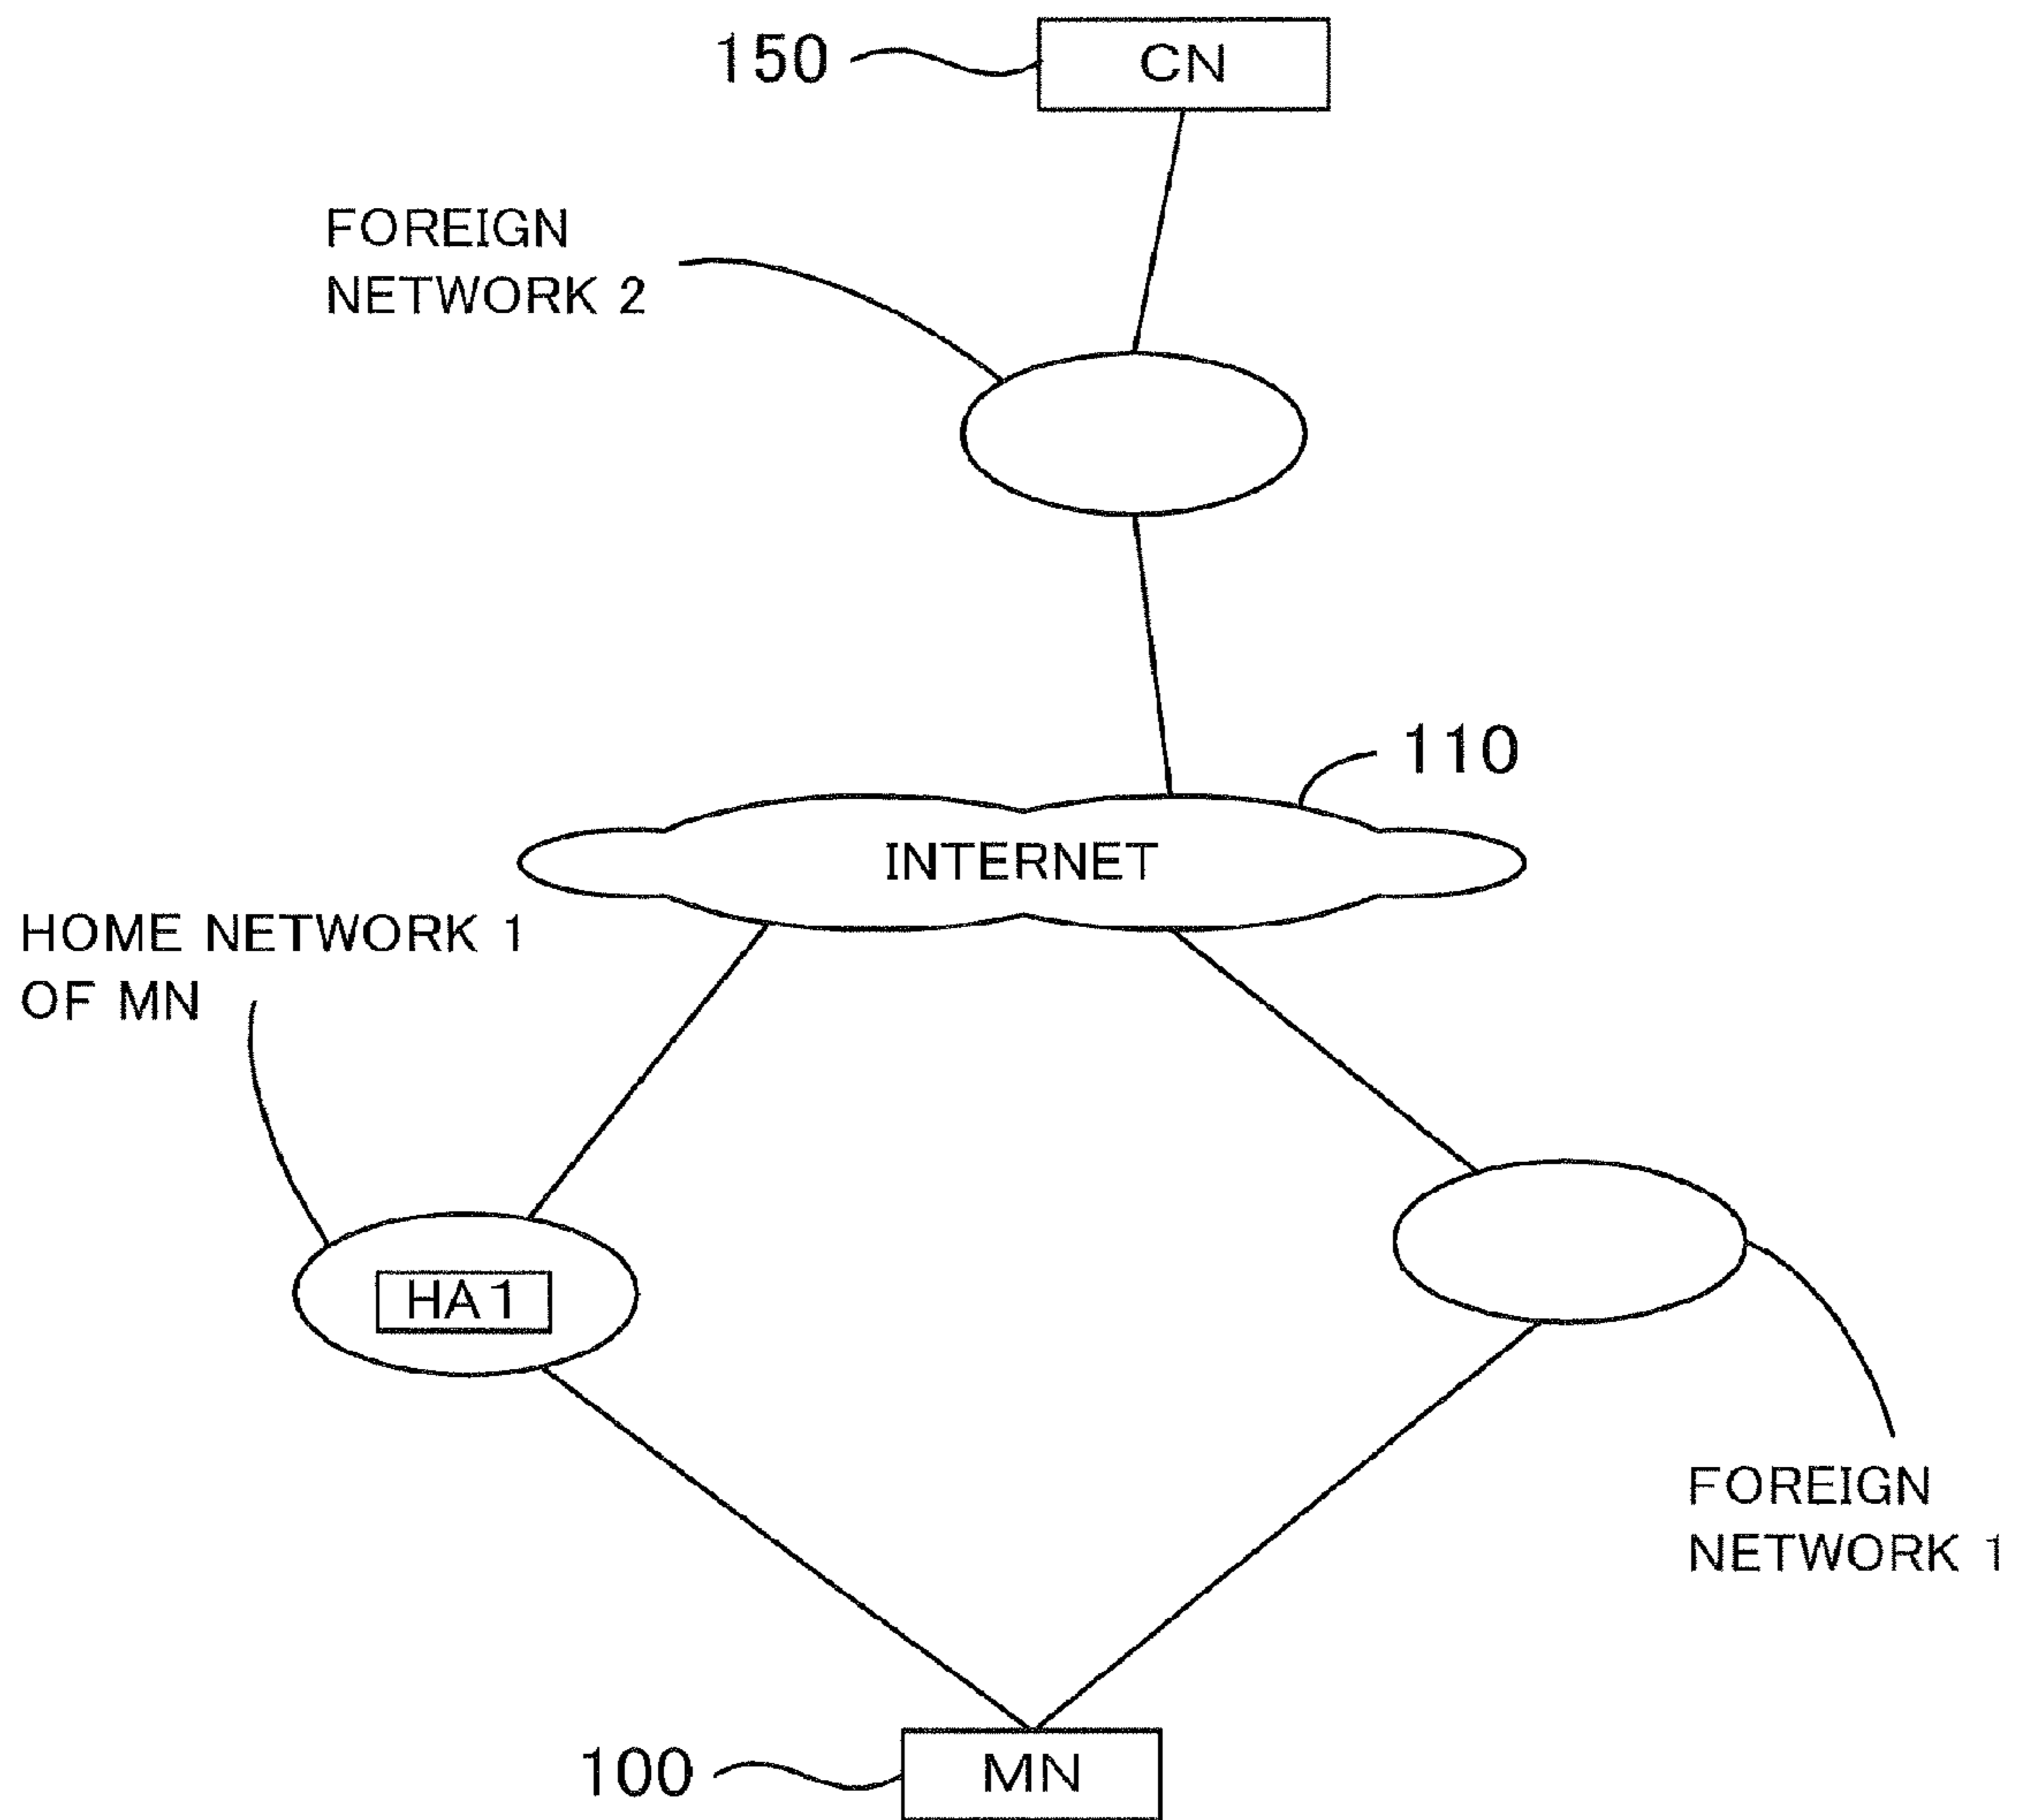 150
CN
FOREIGN
NETWORK 2
110
INTERNET
HOME NETWORK 1
OF MN
HA1
FOREIGN
NETWORK 1
100
MN